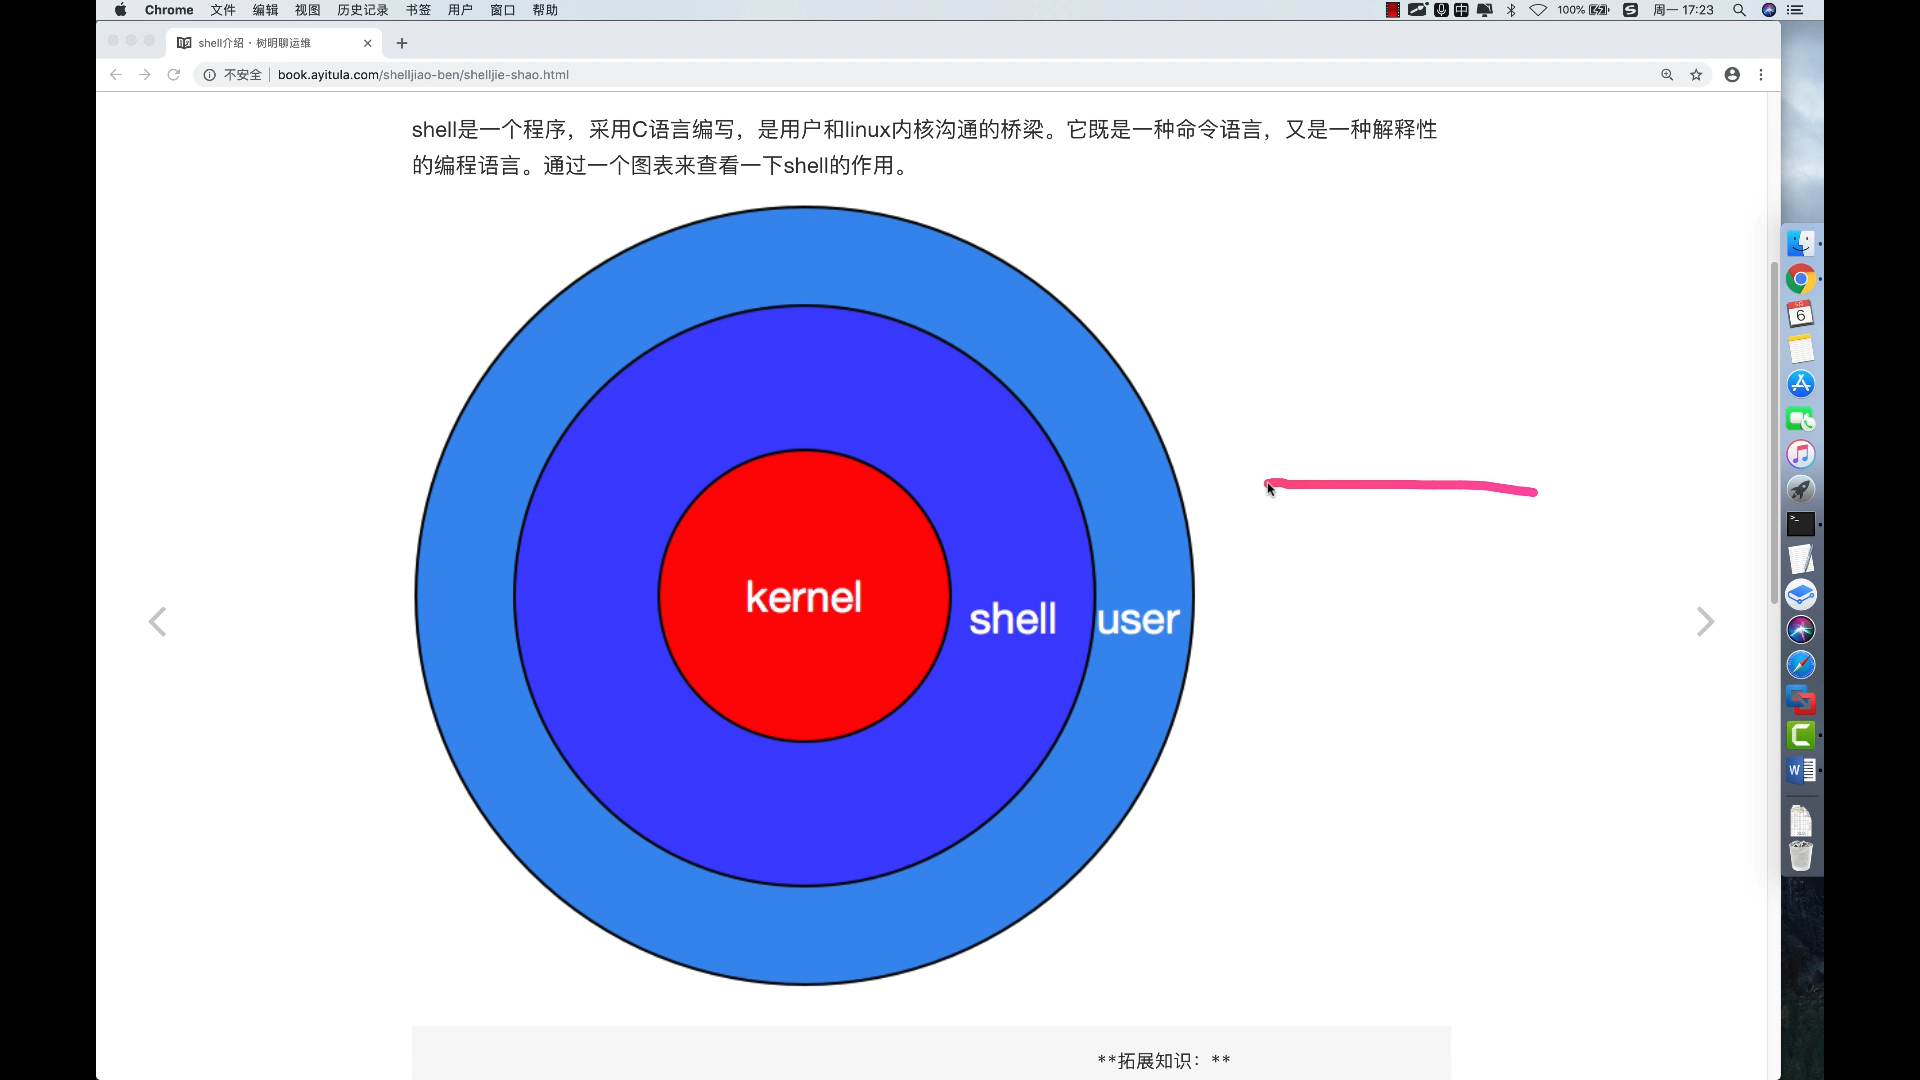 Chrome 文件 编辑 视图 历史记录 书签 用户 窗口 帮助
中 100% S 周一 17:23
shell介绍 · 树明聊运维
不安全 book.ayitula.com/shelljiao-ben/shelljie-shao.html
shell是一个程序，采用C语言编写，是用户和linux内核沟通的桥梁。它既是一种命令语言，又是一种解释性
的编程语言。通过一个图表来查看一下shell的作用。
kernel
shell
user
6
W
**拓展知识：**